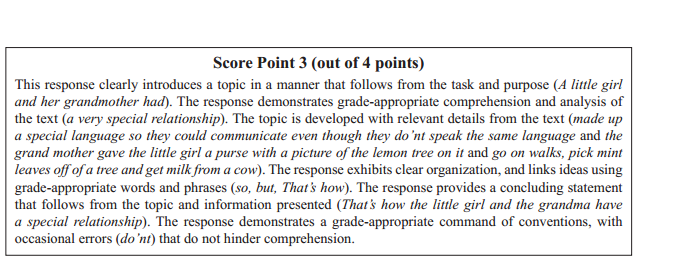 Score Point 3 (out of 4 points)
This response clearly introduces a topic in a manner that follows from the task and purpose (A little girl
and her grandmother had). The response demonstrates grade-appropriate comprehension and analysis of
the text (a very special relationship). The topic is developed with relevant details from the text (made up
a special language so they could communicate even though they do'nt speak the same language and the
grand mother gave the little girl a purse with a picture of the lemon tree on it and go on walks, pick mint
leaves off of a tree and get milk from a cow). The response exhibits clear organization, and links ideas using
grade-appropriate words and phrases (so, but, That's how). The response provides a concluding statement
that follows from the topic and information presented (That's how the little girl and the grandma have
a special relationship). The response demonstrates a grade-appropriate command of conventions, with
occasional errors (do'nt) that do not hinder comprehension.